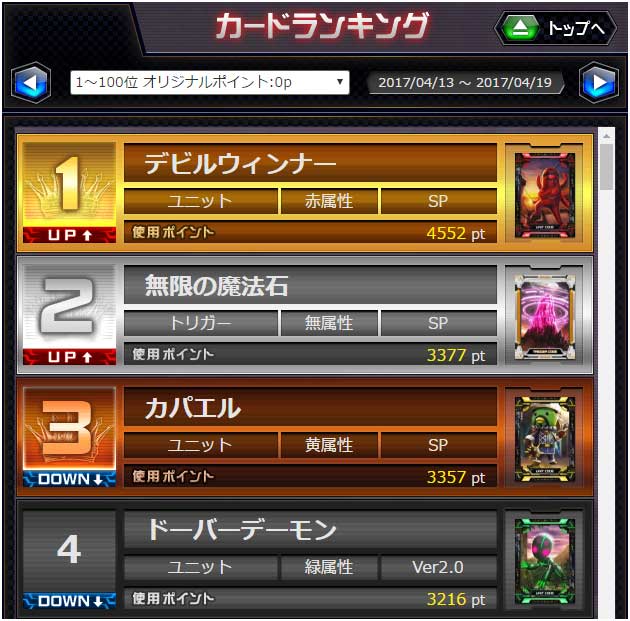 カードランキング
トップへ
1～100位 オリジナルポイント:0p
2017/04/13 ～ 2017/04/19
1
UP
デビルウィンナー
ユニット 赤属性 SP
使用ポイント 4552 pt
2
UP
無限の魔法石
トリガー 無属性 SP
使用ポイント 3377 pt
3
DOWN
カパエル
ユニット 黄属性 SP
使用ポイント 3357 pt
4
DOWN
ドーバーデーモン
ユニット 緑属性 Ver2.0
使用ポイント 3216 pt